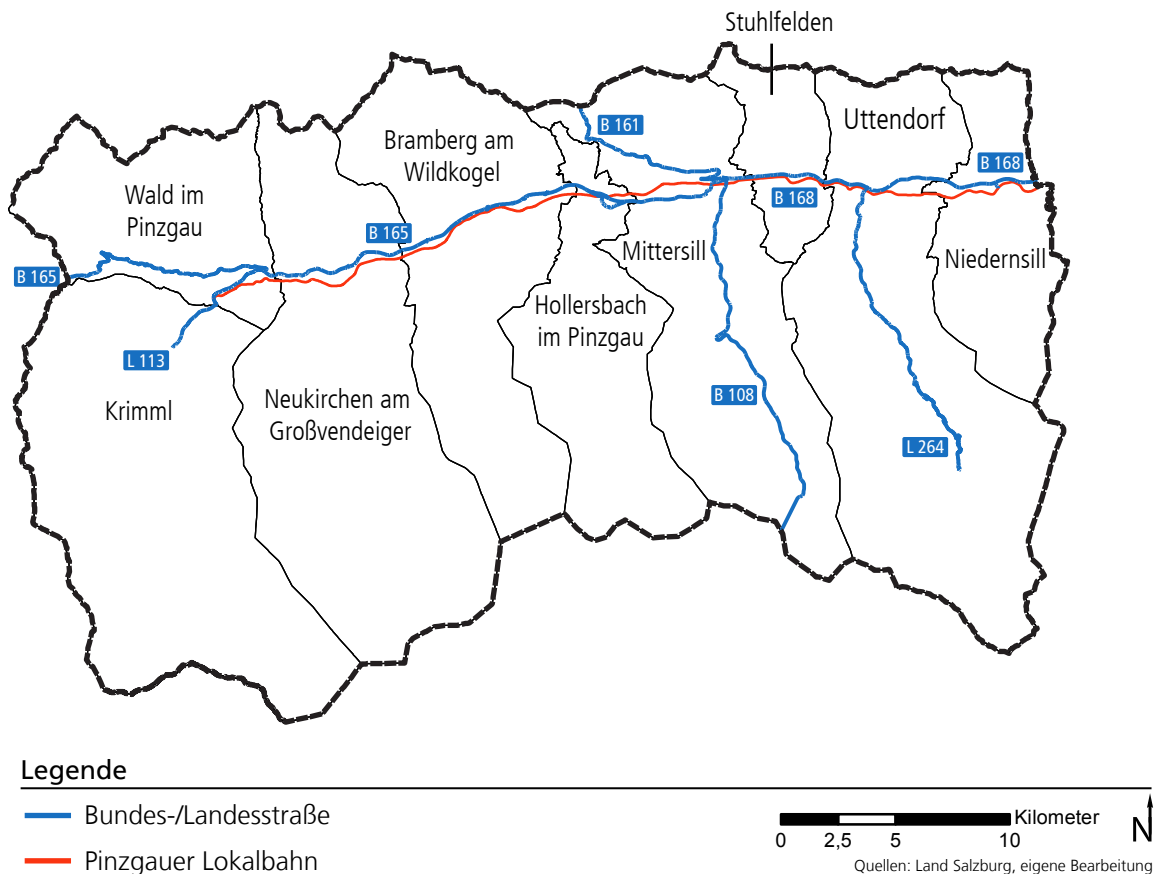 Stuhlfelden
B 161
Uttendorf
Bramberg am
Wildkogel
B 168
Wald im
Pinzgau
B 168
B 165
Mittersill
Niedernsill
B 165
Hollersbach
im Pinzgau
L 113
B 108
Krimml
Neukirchen am
Großvendeiger
L 264
Legende
Bundes-/Landesstraße
Pinzgauer Lokalbahn
Kilometer
0 2,5 5 10
N
Quellen: Land Salzburg, eigene Bearbeitung